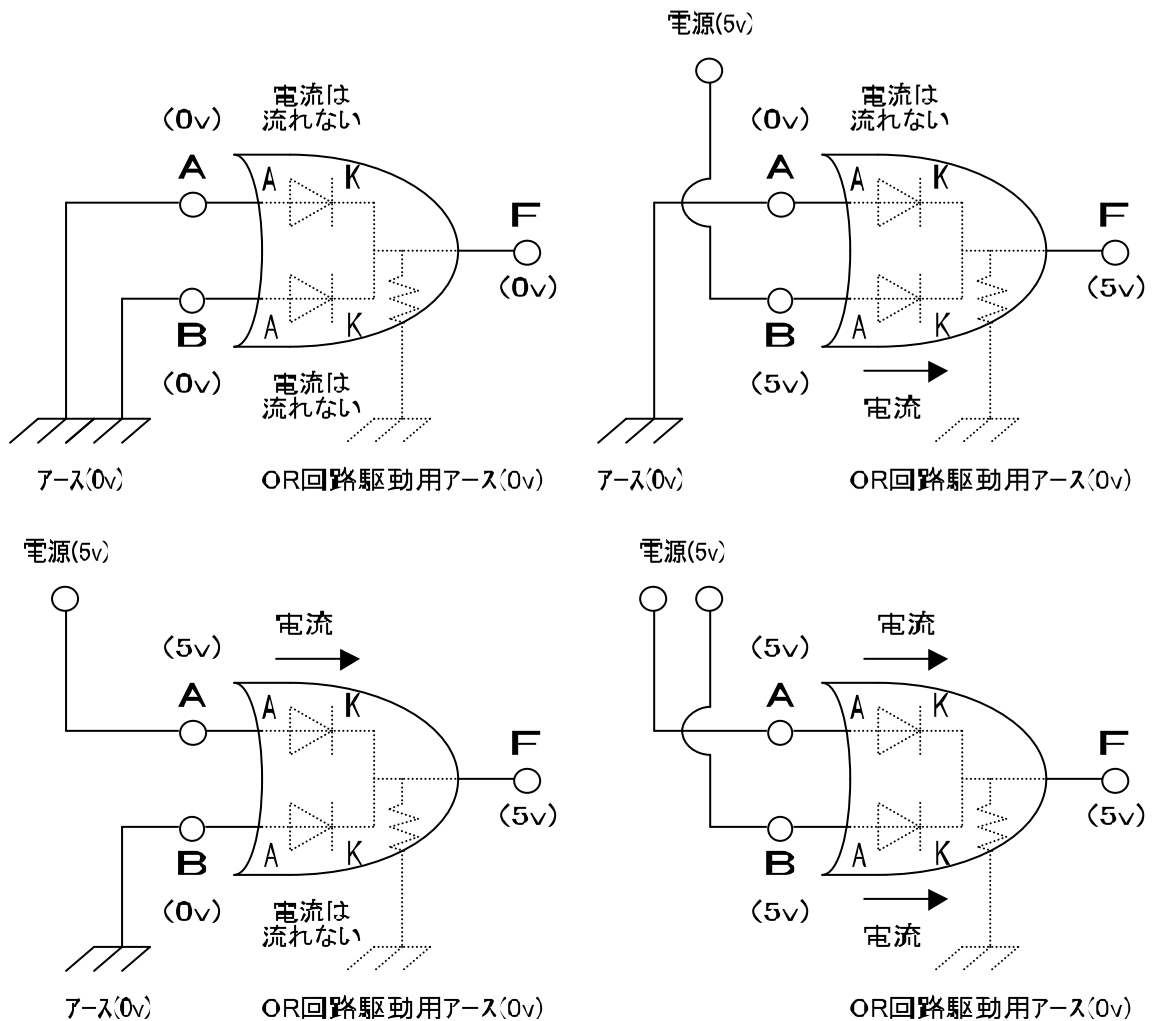 (0v)
電流は
流れない
A
A
K
F
(0v)
B
A
K
(0v)
電流は
流れない
アース(0v)
OR回路駆動用アース(0v)
電源(5v)
(0v)
電流は
流れない
A
A
K
F
(5v)
B
A
K
(5v)
電流
アース(0v)
OR回路駆動用アース(0v)
電源(5v)
(5v)
電流
A
A
K
F
(5v)
B
A
K
(0v)
電流は
流れない
アース(0v)
OR回路駆動用アース(0v)
電源(5v)
(5v)
電流
A
A
K
F
(5v)
B
A
K
(5v)
電流
OR回路駆動用アース(0v)